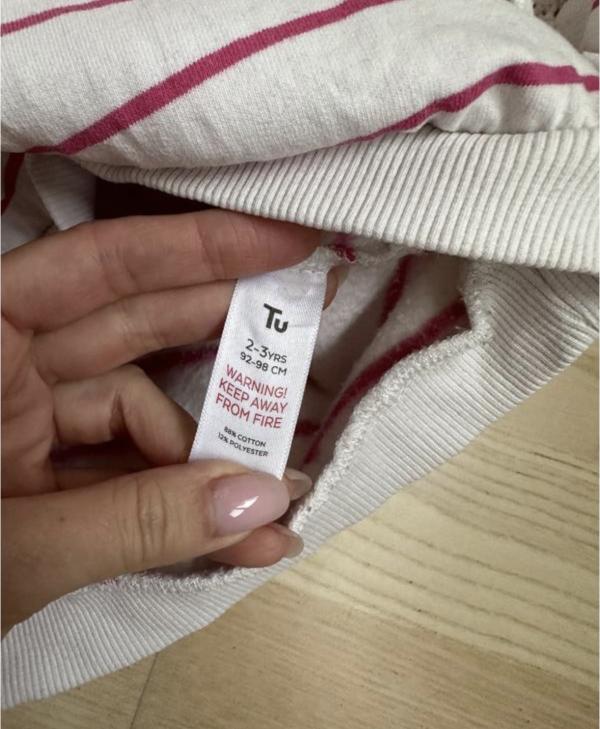 Tu
2-3YRS
92-98 CM
WARNING!
KEEP AWAY
FROM FIRE
88% COTTON
12% POLYESTER